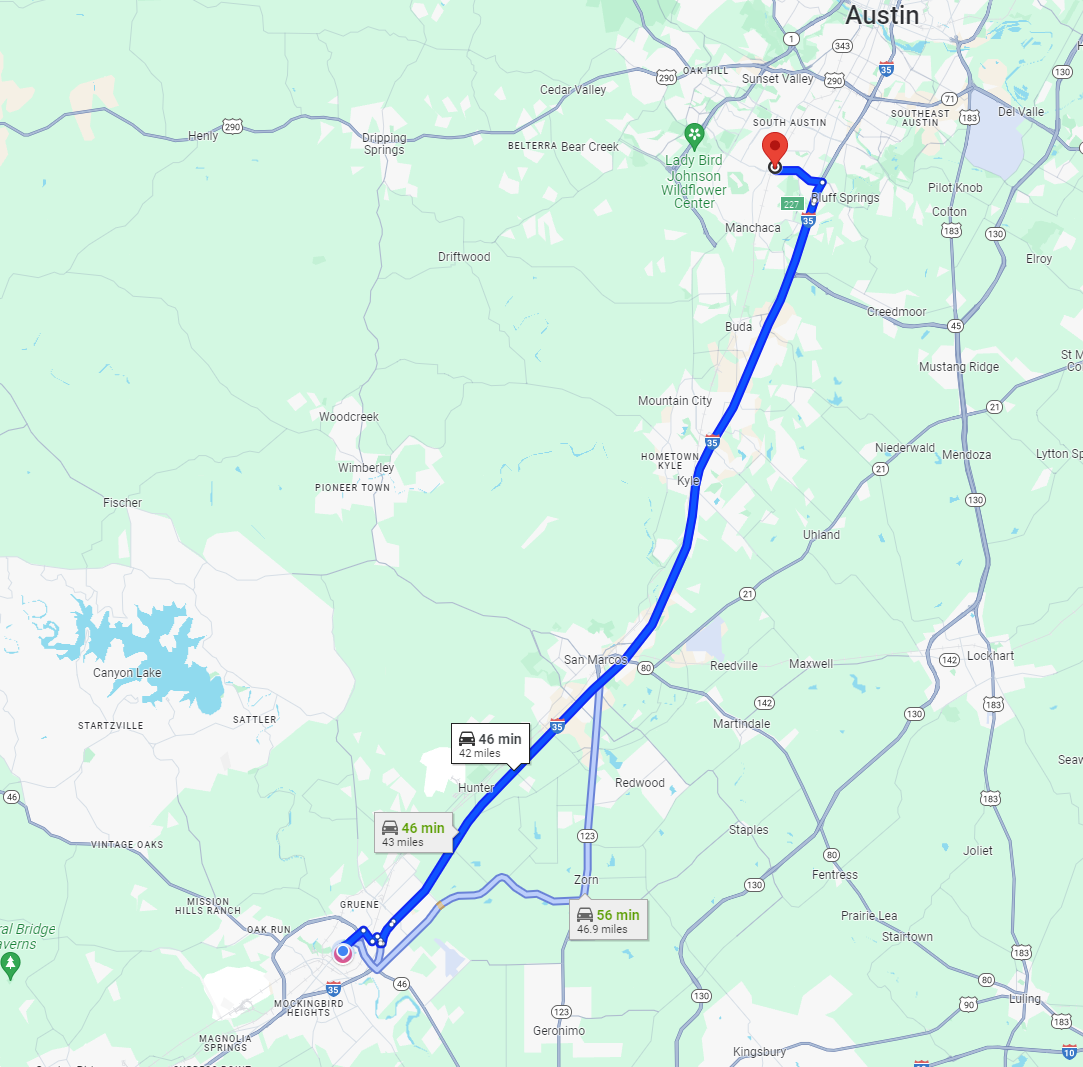 Austin
1
343
35
OAK HILL
290
Sunset Valley
290
130
Cedar Valley
71
Del Valle
SOUTHEAST
AUSTIN
183
SOUTH AUSTIN
Henly
290
Dripping
Springs
BELTERRA
Bear Creek
Lady Bird
Johnson
Wildflower
Center
Pilot Knob
Bluff Springs
227
Colton
35
Manchaca
183
130
Driftwood
Elroy
Creedmoor
Buda
45
Mustang Ridge
Mountain City
21
Woodcreek
35
Niederwald
Mendoza
HOMETOWN
KYLE
Kyle
21
Wimberley
PIONEER TOWN
Fischer
130
Uhland
21
San Marcos
80
Reedville
Maxwell
142
Lockhart
Canyon Lake
142
183
STARTZVILLE
SATTLER
35
Martindale
130
46 min
42 miles
Hunter
Redwood
46
183
46 min
43 miles
123
Staples
VINTAGE OAKS
80
Joliet
Fentress
Zorn
130
GRUENE
MISSION
HILLS RANCH
56 min
46.9 miles
Prairie Lea
OAK RUN
Stairtown
183
46
80
35
130
MOCKINGBIRD
HEIGHTS
123
90
Luling
183
Geronimo
MAGNOLIA
SPRINGS
Kingsbury
10